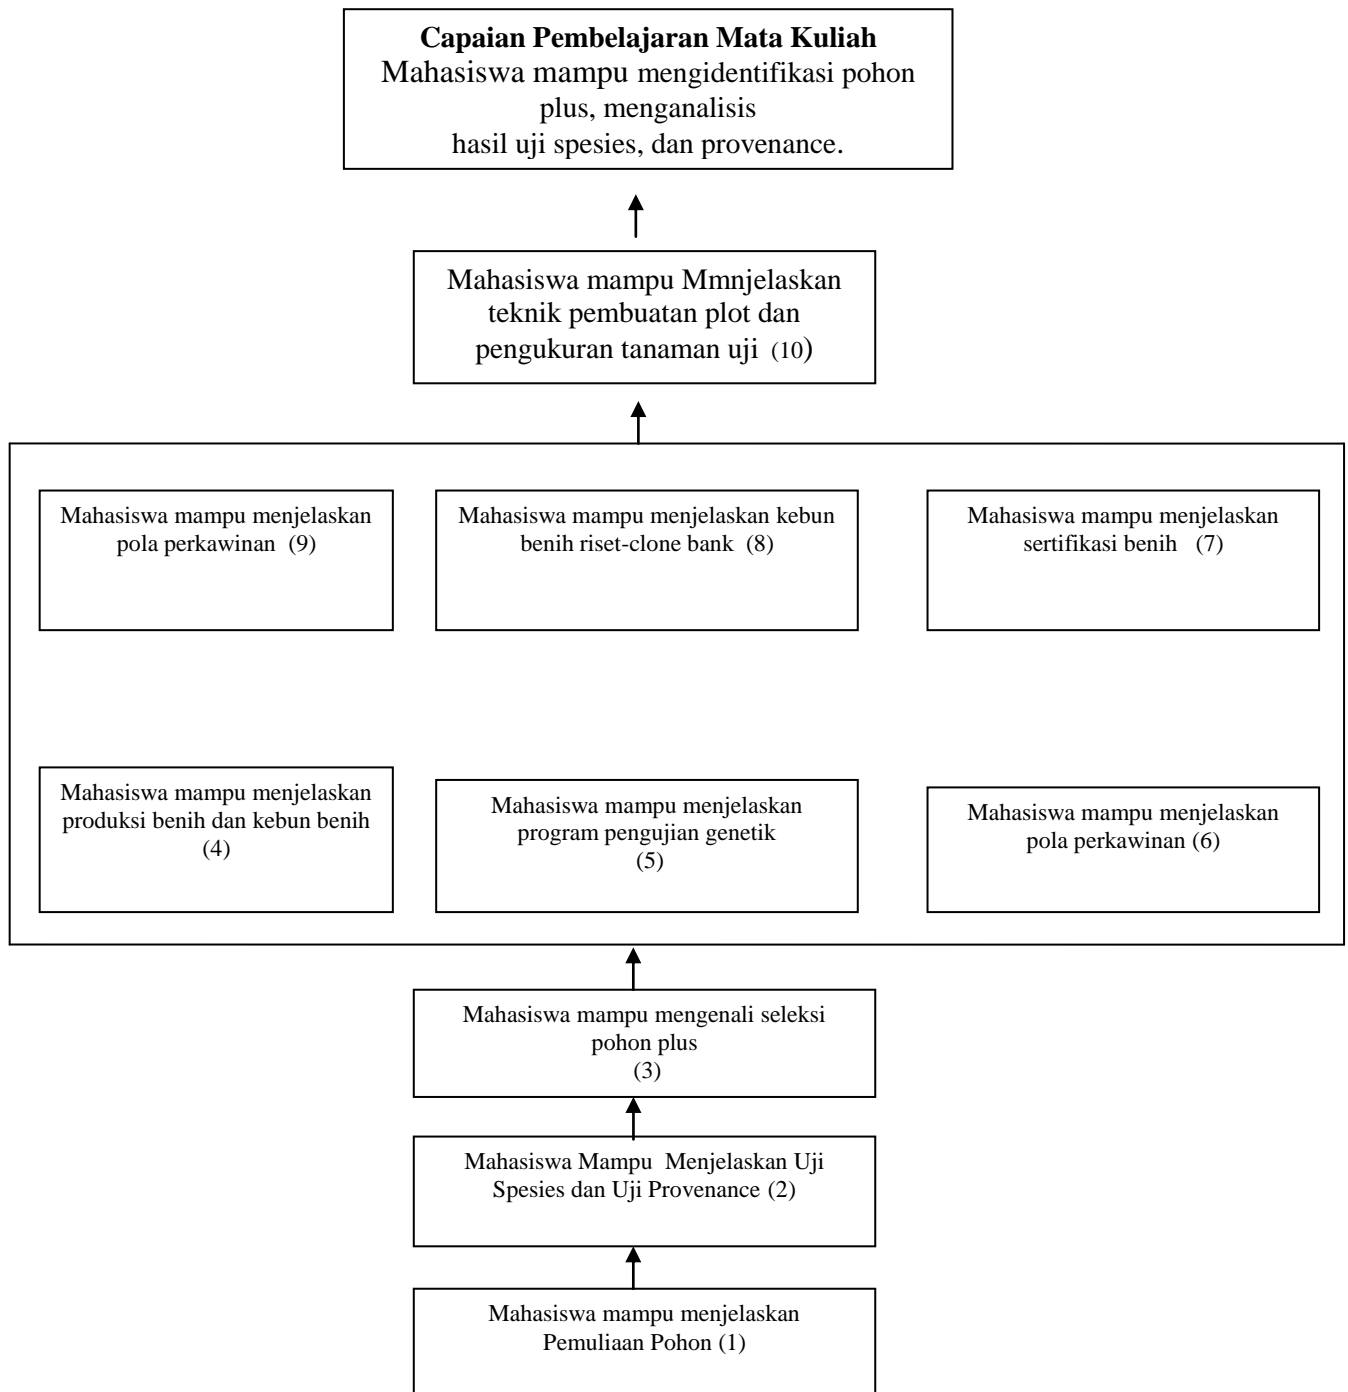 Capaian Pembelajaran Mata Kuliah
Mahasiswa mampu mengidentifikasi pohon
plus, menganalisis
hasil uji spesies, dan provenance.
Mahasiswa mampu Mmnjelaskan
teknik pembuatan plot dan
pengukuran tanaman uji (10)
Mahasiswa mampu menjelaskan
pola perkawinan (9)
Mahasiswa mampu menjelaskan kebun
benih riset-clone bank (8)
Mahasiswa mampu menjelaskan
sertifikasi benih (7)
Mahasiswa mampu menjelaskan
produksi benih dan kebun benih
(4)
Mahasiswa mampu menjelaskan
program pengujian genetik
(5)
Mahasiswa mampu menjelaskan
pola perkawinan (6)
Mahasiswa mampu mengenali seleksi
pohon plus
(3)
Mahasiswa Mampu Menjelaskan Uji
Spesies dan Uji Provenance (2)
Mahasiswa mampu menjelaskan
Pemuliaan Pohon (1)